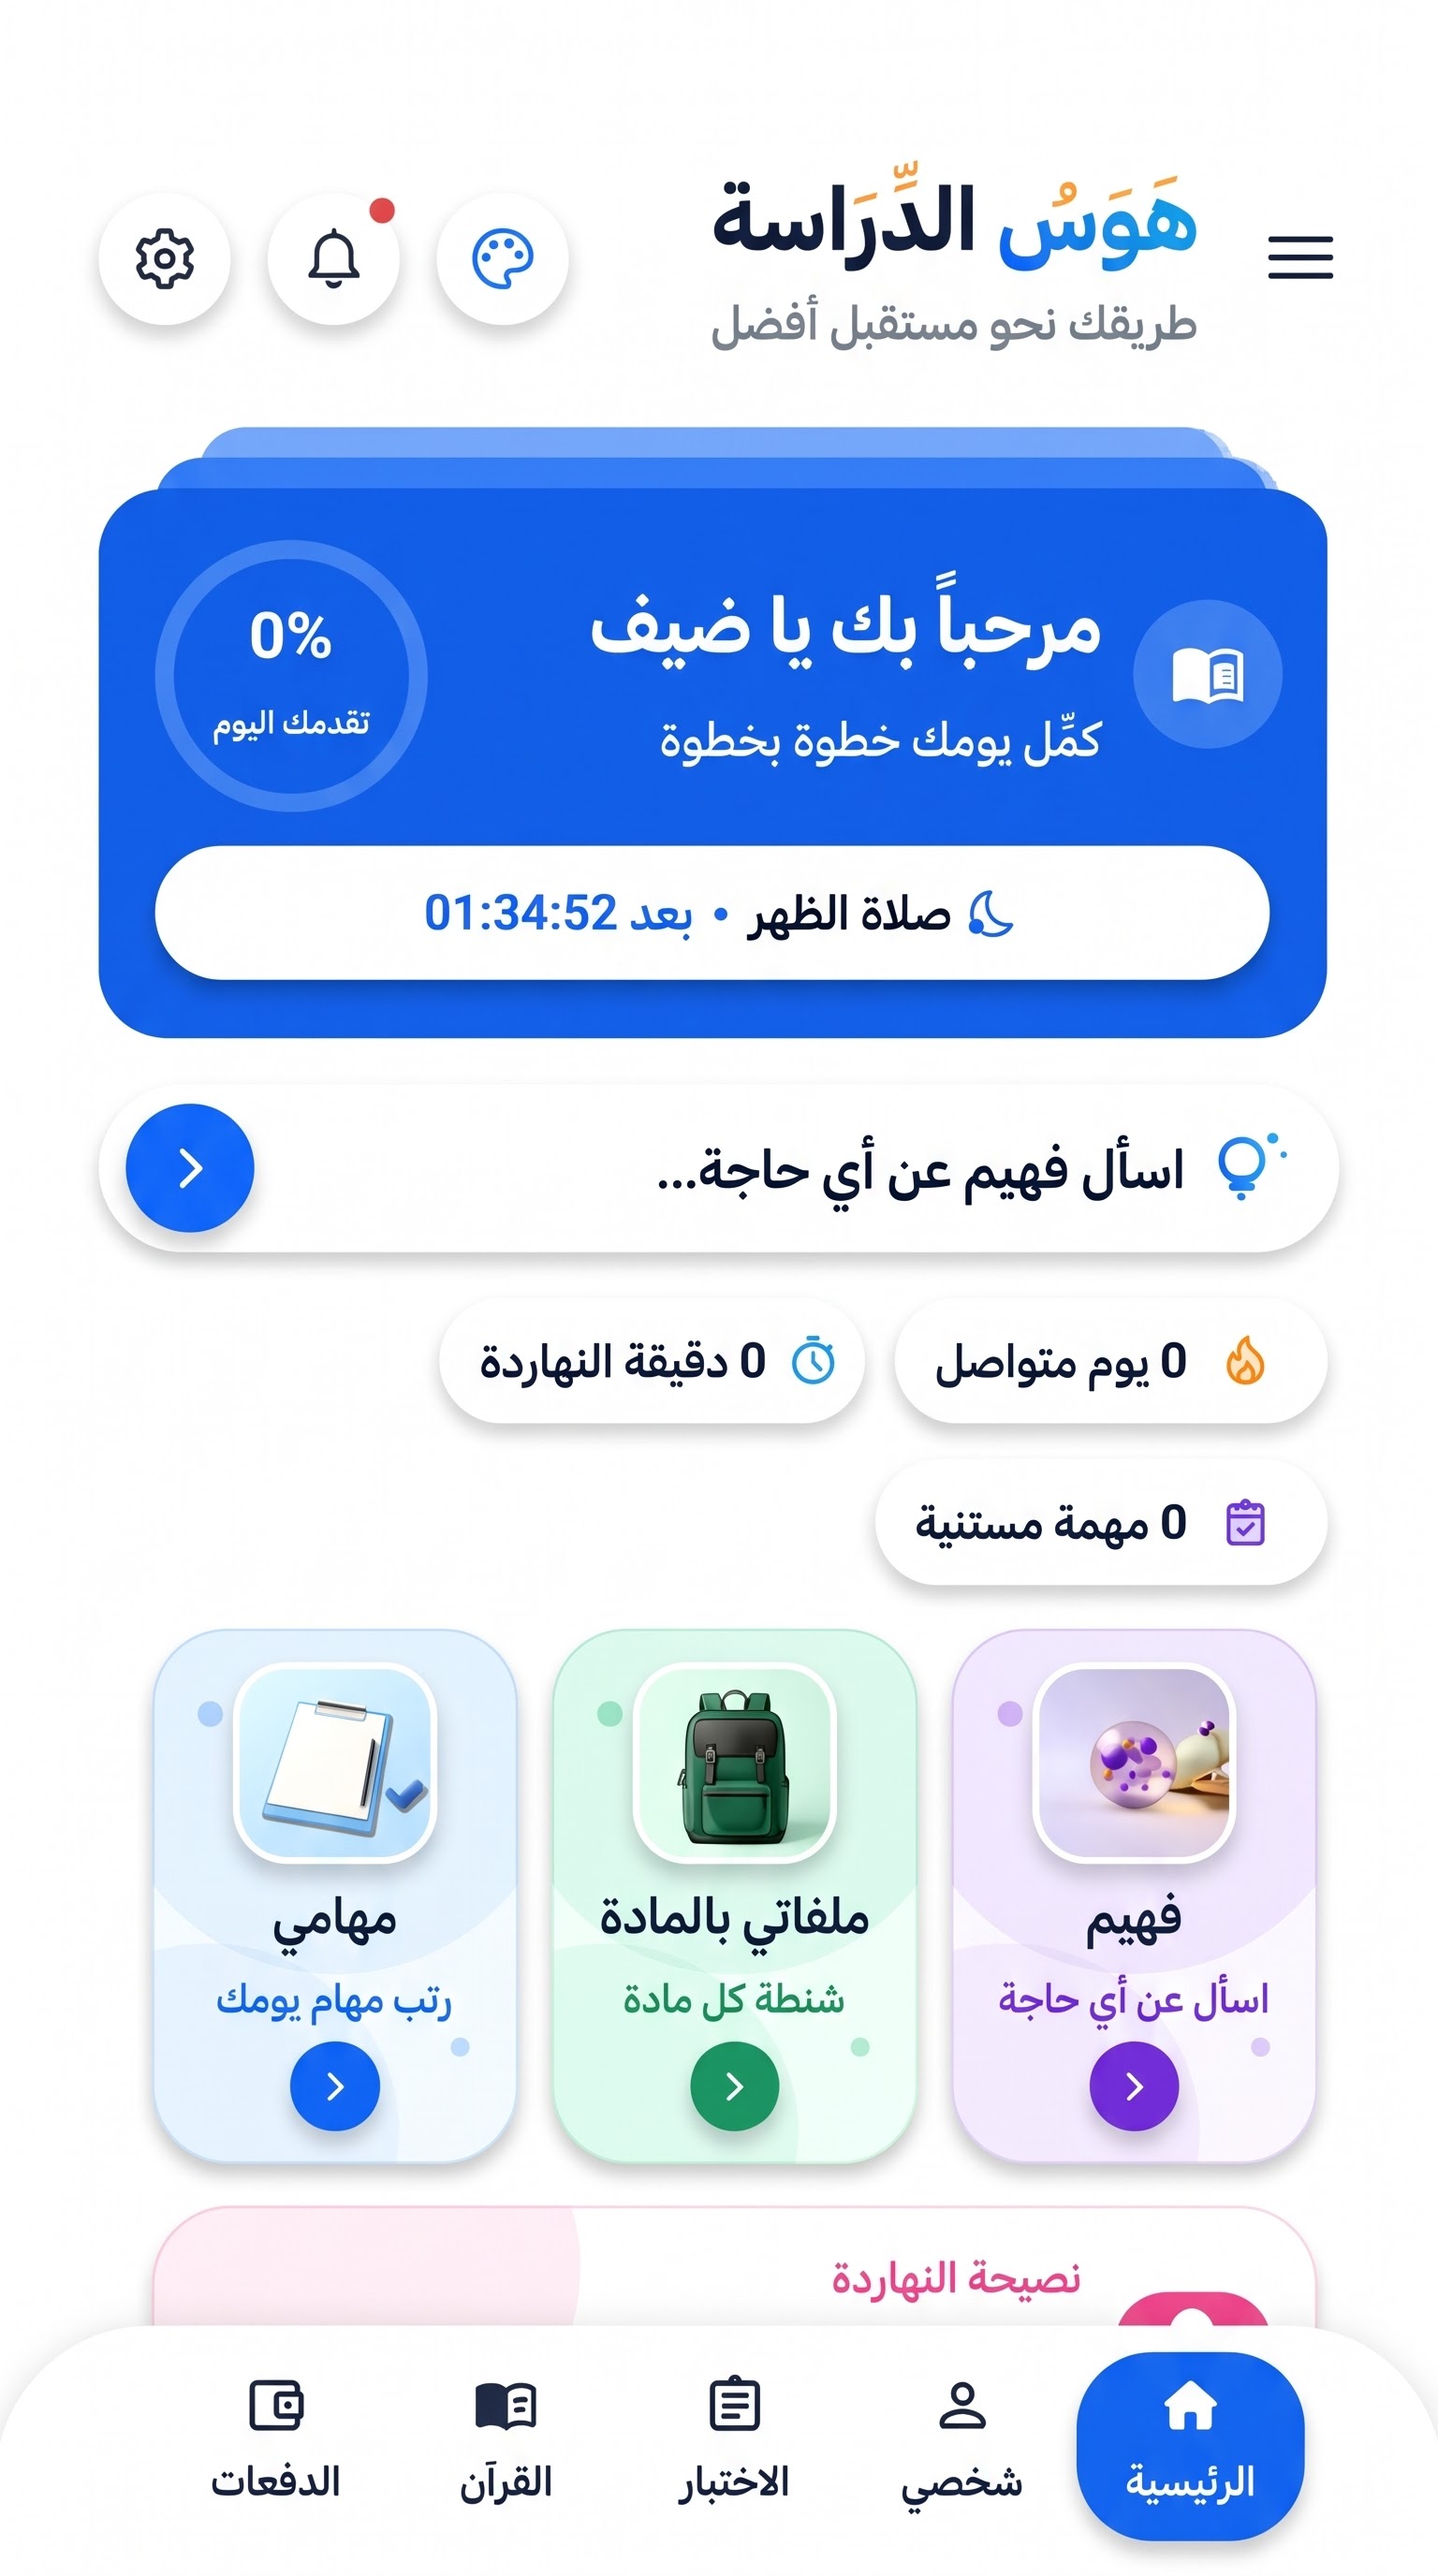 هَوَسُ الدِّرَاسة
طريقك نحو مستقبل أفضل
مرحباً بك يا ضيف
كمِّل يومك خطوة بخطوة
0%
تقدمك اليوم
صلاة الظهر • بعد 01:34:52
اسأل فهيم عن أي حاجة...
0 يوم متواصل
0 دقيقة النهاردة
0 مهمة مستنية
فهيم
اسأل عن أي حاجة
ملفاتي بالمادة
شنطة كل مادة
مهامي
رتب مهام يومك
نصيحة النهاردة
الرئيسية
شخصي
الاختبار
القرآن
الدفعات